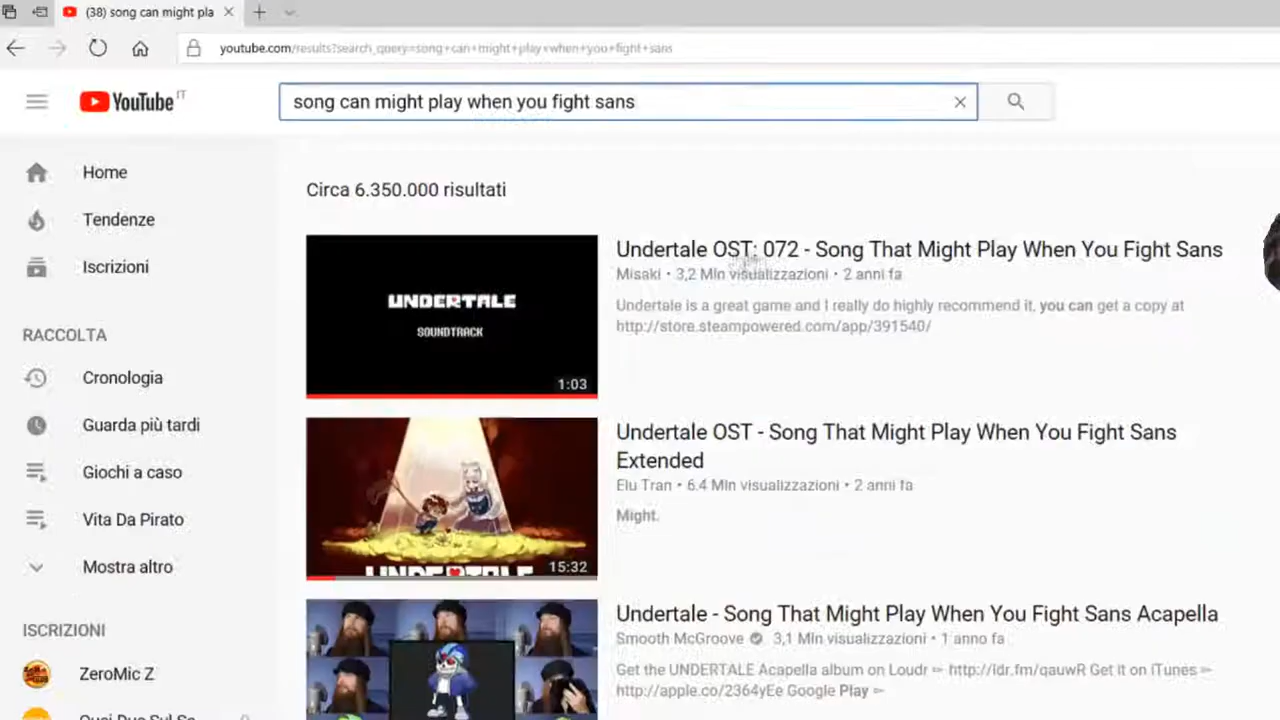 (38) song can might pla
youtube.com/results?search_query=song+can+might+play+when+you+fight+sans
YouTube IT
song can might play when you fight sans
Home
Tendenze
Iscrizioni
RACCOLTA
Cronologia
Guarda più tardi
Giochi a caso
Vita Da Pirato
Mostra altro
ISCRIZIONI
ZeroMic Z
Circa 6.350.000 risultati
UNDERTALE
SOUNDTRACK
1:03
Undertale OST: 072 - Song That Might Play When You Fight Sans
Misaki • 3,2 Mln visualizzazioni • 2 anni fa
Undertale is a great game and I really do highly recommend it, you can get a copy at
http://store.steampowered.com/app/391540/
UNDERTALE
15:32
Undertale OST - Song That Might Play When You Fight Sans
Extended
Elu Tran • 6.4 Mln visualizzazioni • 2 anni fa
Might.
Undertale - Song That Might Play When You Fight Sans Acapella
Smooth McGroove 3,1 Mln visualizzazioni • 1 anno fa
Get the UNDERTALE Acapella album on Loudr ➨ http://ldr.fm/qauwR Get it on iTunes ➨
http://apple.co/2364yEe Google Play ➨